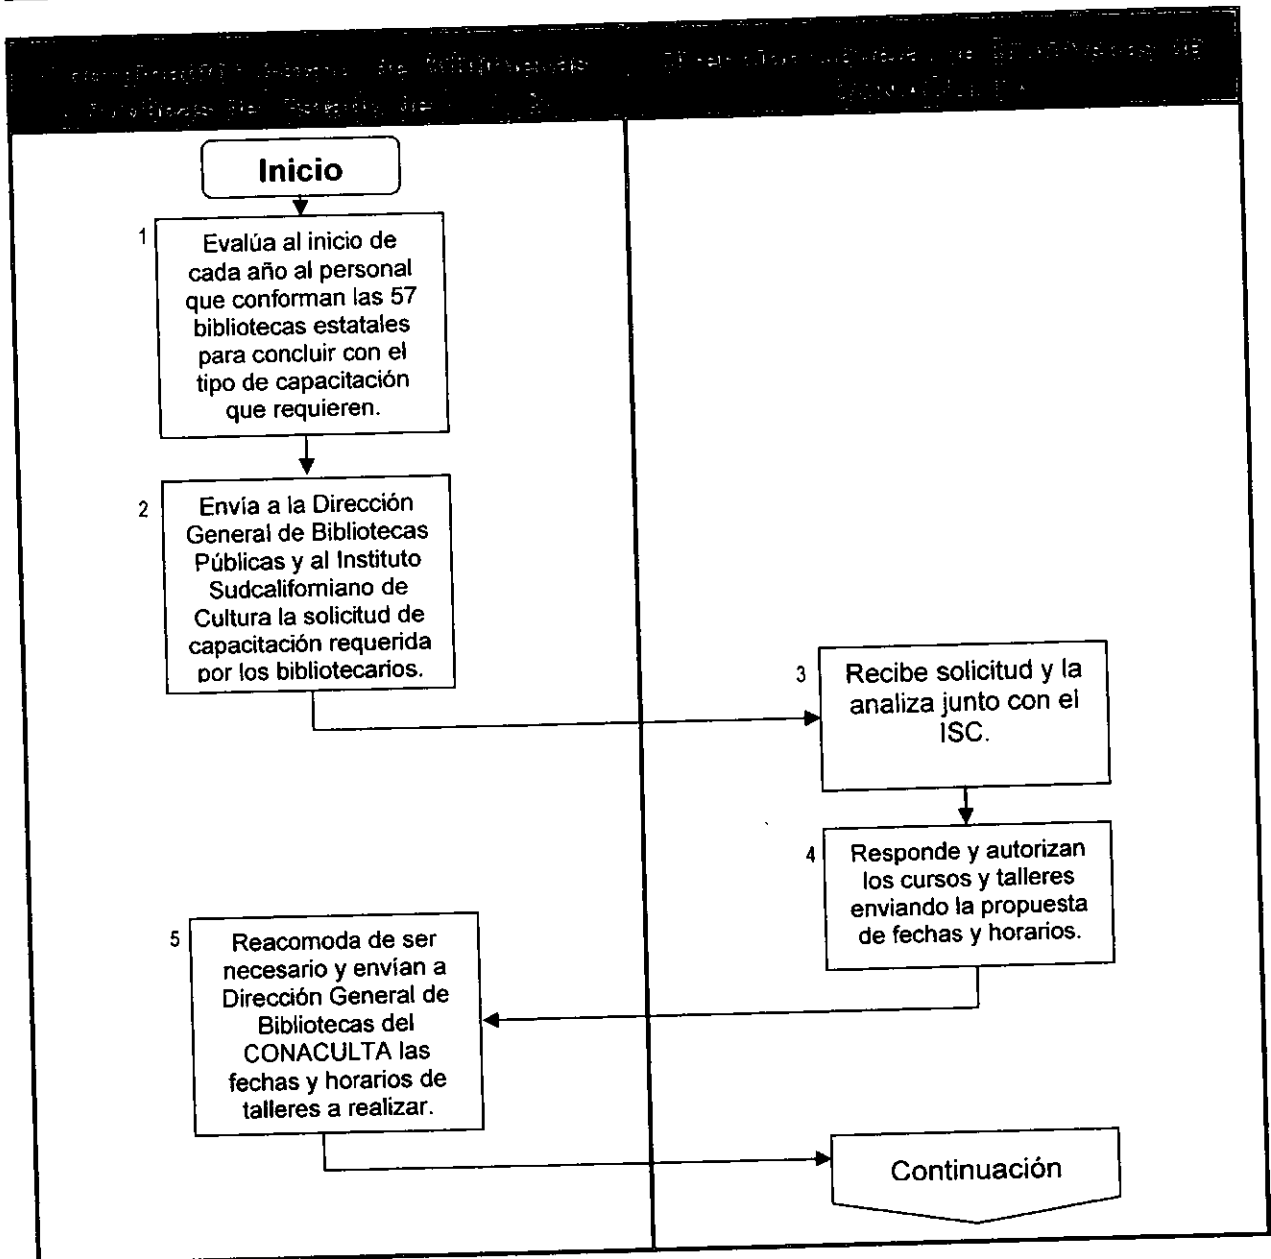 Inicio
1
Evalúa al inicio de
cada año al personal
que conforman las 57
bibliotecas estatales
para concluir con el
tipo de capacitación
que requieren.
2
Envía a la Dirección
General de Bibliotecas
Públicas y al Instituto
Sudcaliforniano de
Cultura la solicitud de
capacitación requerida
por los bibliotecarios.
3
Recibe solicitud y la
analiza junto con el
ISC.
4
Responde y autorizan
los cursos y talleres
enviando la propuesta
de fechas y horarios.
5
Reacomoda de ser
necesario y envían a
Dirección General de
Bibliotecas del
CONACULTA las
fechas y horarios de
talleres a realizar.
Continuación